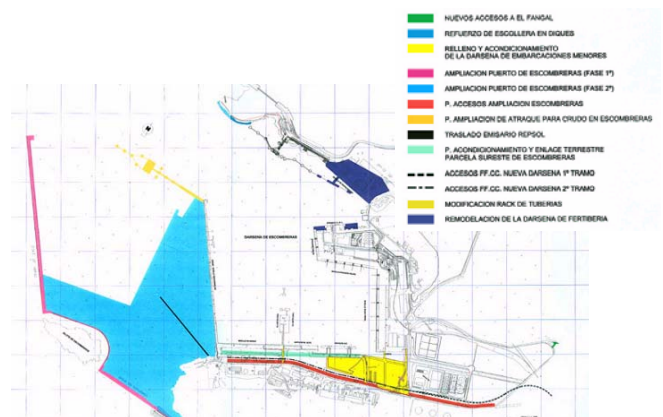 NUEVOS ACCESOS A EL FANGAL
REFUERZO DE ESCOLLERA EN DIQUES
RELLENO Y ACONDICIONAMIENTO
DE LA DARSENA DE EMBARCACIONES MENORES
AMPLIACION PUERTO DE ESCOMBRERAS (FASE 1ª)
AMPLIACION PUERTO DE ESCOMBRERAS (FASE 2ª)
P. ACCESOS AMPLIACION ESCOMBRERAS
P. AMPLIACION DE ATRAQUE PARA CRUDO EN ESCOMBRERAS
TRASLADO EMISARIO REPSOL
P. ACONDICIONAMIENTO Y ENLACE TERRESTRE
PARCELA SURESTE DE ESCOMBRERAS
ACCESOS FF.CC. NUEVA DARSENA 1º TRAMO
ACCESOS FF.CC. NUEVA DARSENA 2º TRAMO
MODIFICACION RACK DE TUBERIAS
REMODELACION DE LA DARSENA DE FERTIBERIA
DARSENA DE ESCOMBRERAS